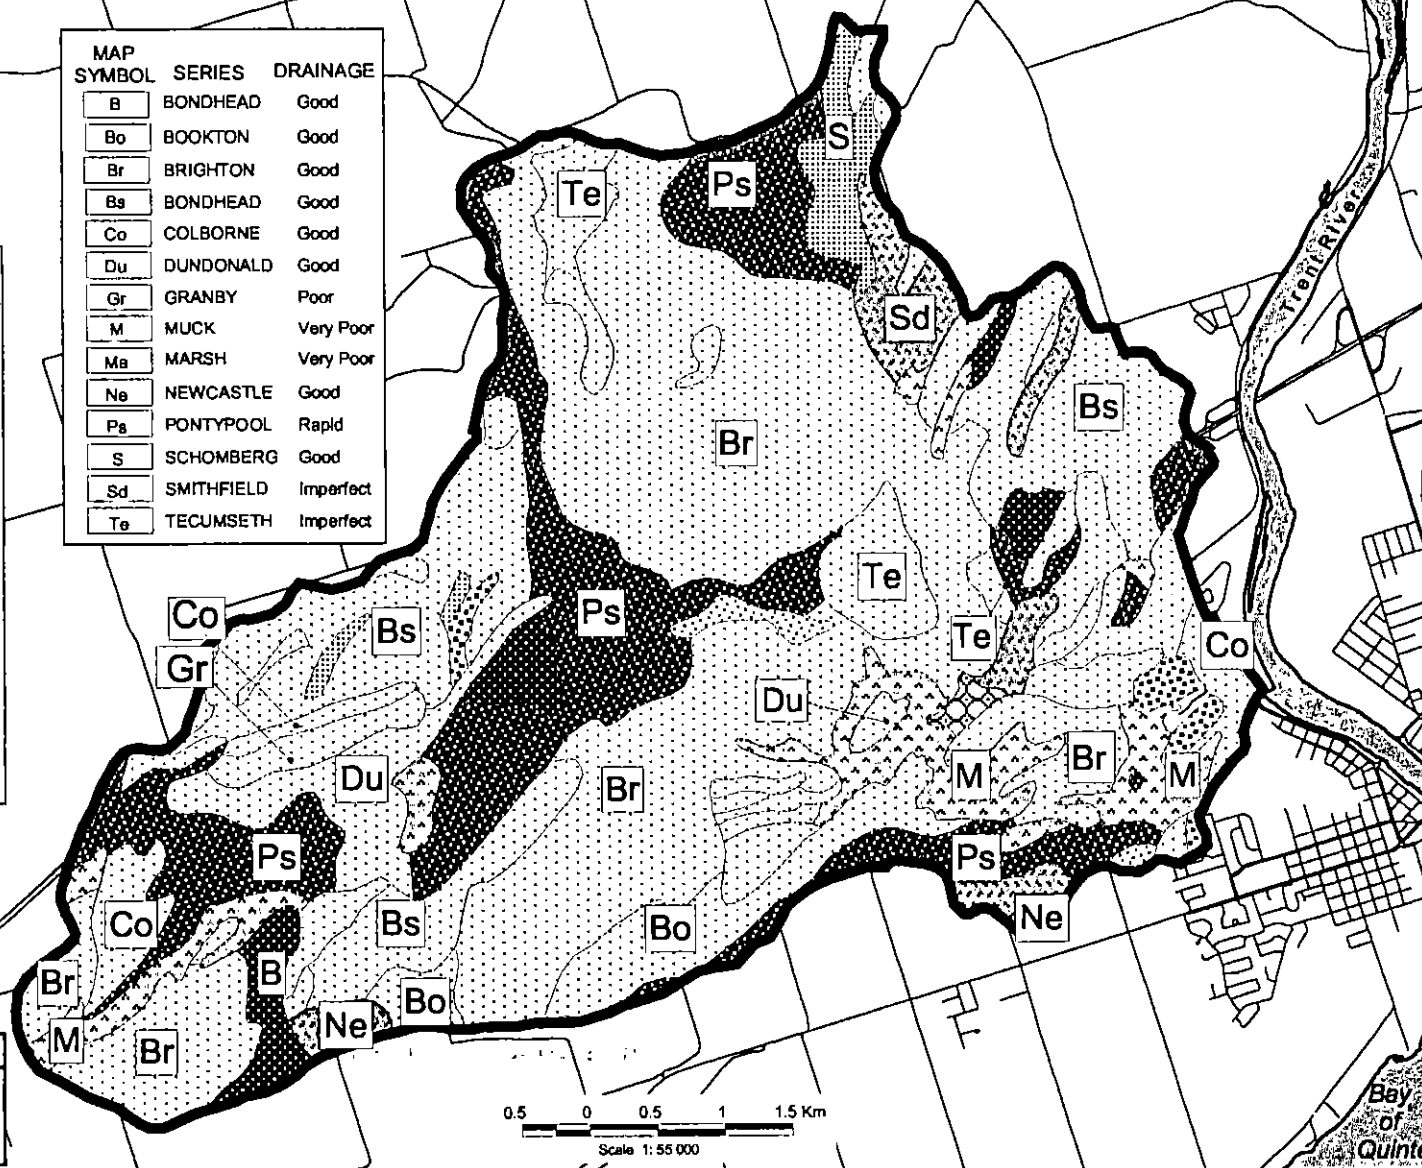 MAP
SYMBOL SERIES DRAINAGE
B BONDHEAD Good
Bo BOOKTON Good
Br BRIGHTON Good
Bs BONDHEAD Good
Co COLBORNE Good
Du DUNDONALD Good
Gr GRANBY Poor
M MUCK Very Poor
Ma MARSH Very Poor
Ne NEWCASTLE Good
Ps PONTYPOOL Rapid
S SCHOMBERG Good
Sd SMITHFIELD Imperfect
Te TECUMSETH Imperfect
S
Te
Ps
Trent River
Sd
Bs
Br
Te
Co
Ps
Bs
Te
Co
Gr
Du
Br
M
M
Du
Br
Ps
Ps
Co
Bs
Bo
Ne
Br
B
Bo
Ne
M
Br
0.5 0 0.5 1 1.5 Km
Scale 1:55 000
Bay
of
Quinte